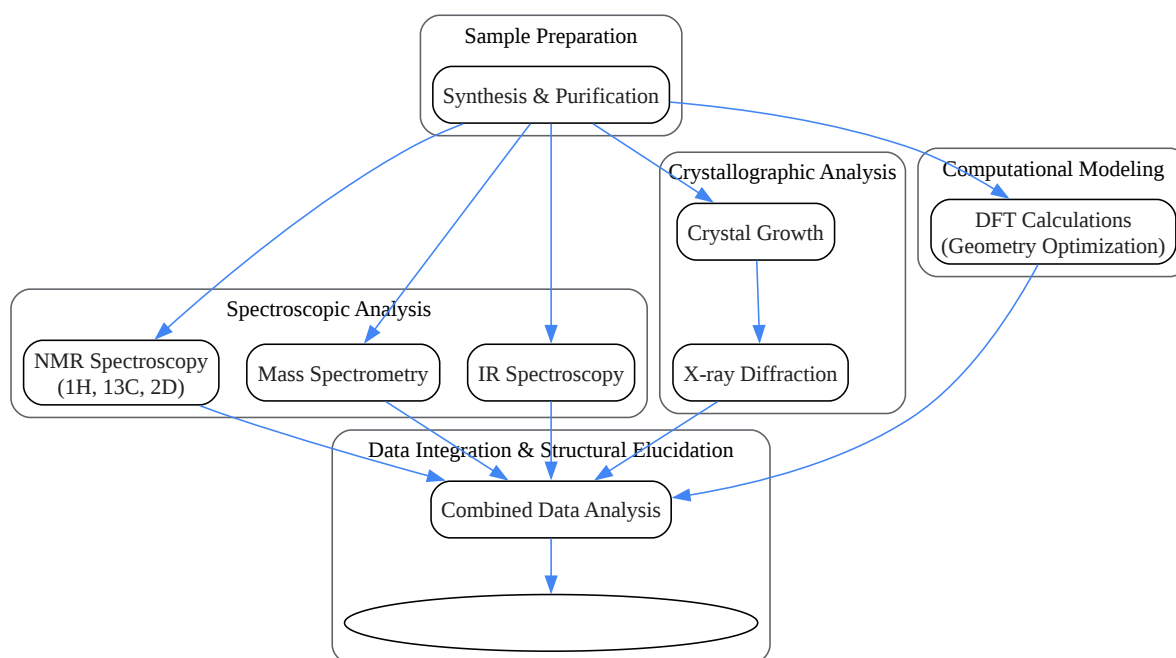 Sample Preparation
Synthesis & Purification
Crystallographic Analysis
Computational Modeling
Crystal Growth
DFT Calculations
(Geometry Optimization)
Spectroscopic Analysis
NMR Spectroscopy
(1H, 13C, 2D)
Mass Spectrometry
IR Spectroscopy
X-ray Diffraction
Data Integration & Structural Elucidation
Combined Data Analysis